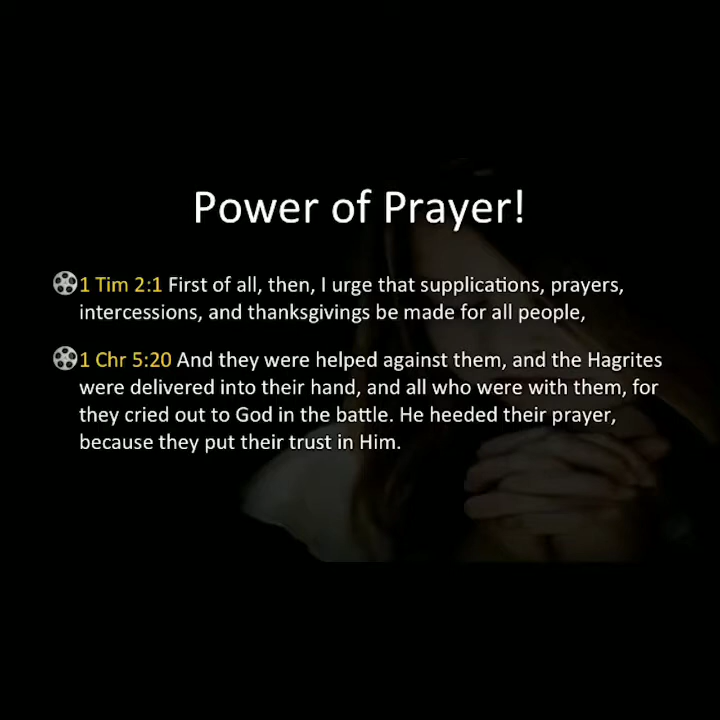 Power of Prayer!
1 Tim 2:1 First of all, then, I urge that supplications, prayers,
intercessions, and thanksgivings be made for all people,
1 Chr 5:20 And they were helped against them, and the Hagrites
were delivered into their hand, and all who were with them, for
they cried out to God in the battle. He heeded their prayer,
because they put their trust in Him.